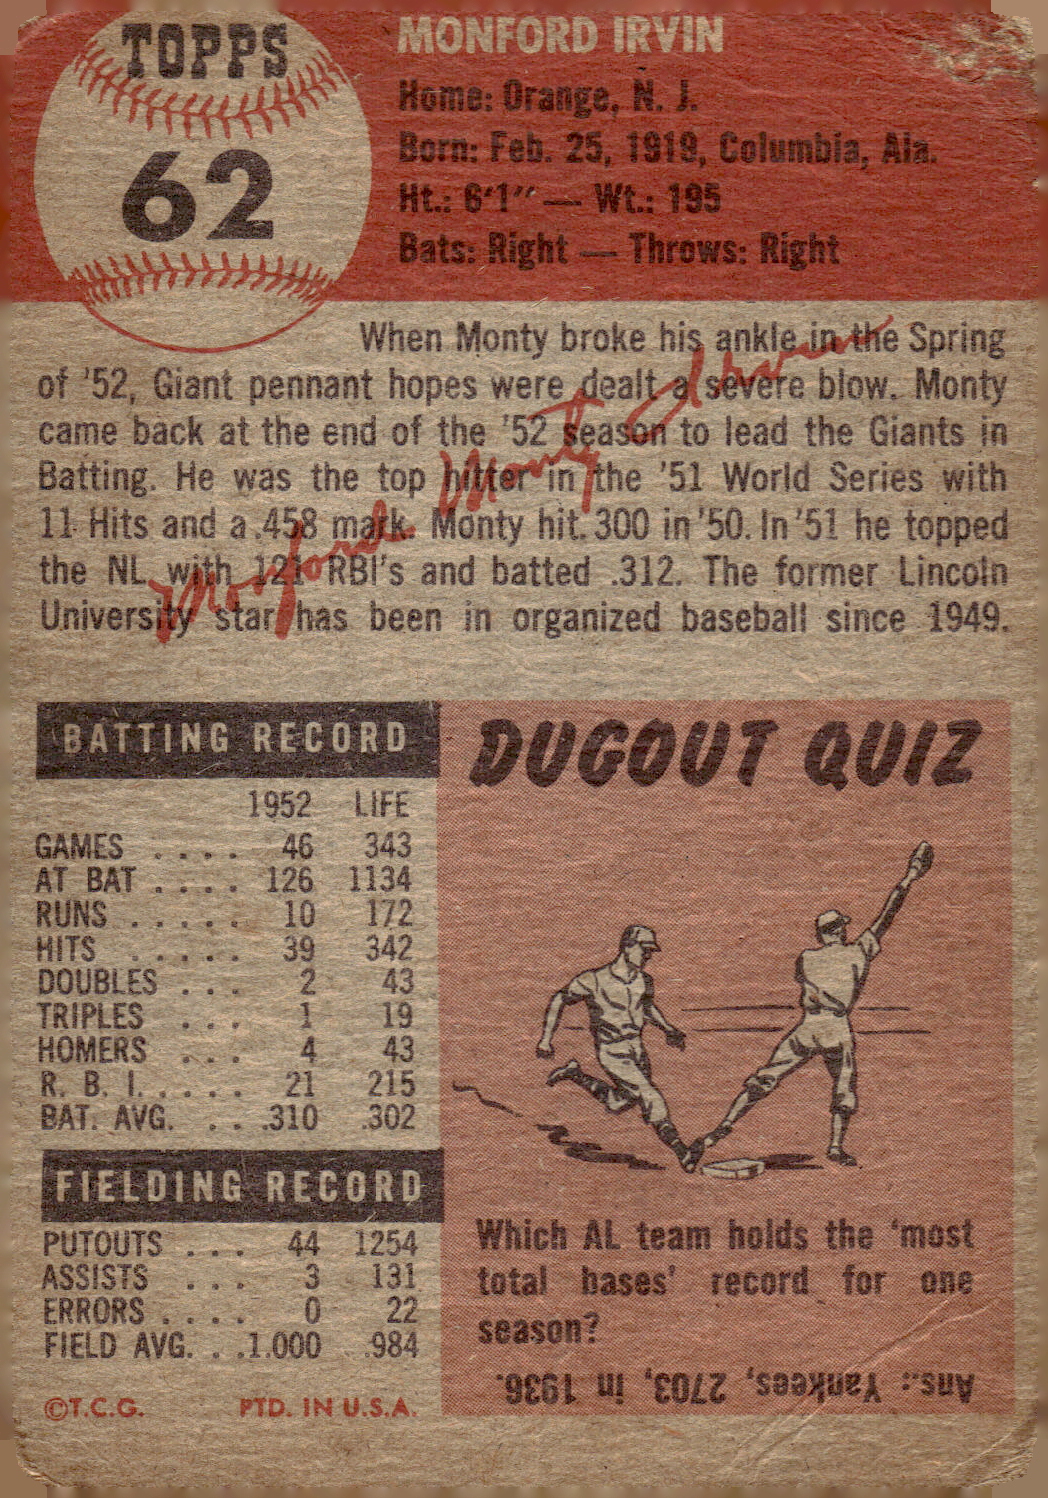 TOPPS
62
MONFORD IRVIN
Home: Orange, N. J.
Born: Feb. 25, 1919, Columbia, Ala.
Ht.: 6'1" — Wt.: 195
Bats: Right — Throws: Right
When Monty broke his ankle in the Spring
of '52, Giant pennant hopes were dealt a severe blow. Monty
came back at the end of the '52 season to lead the Giants in
Batting. He was the top hitter in the '51 World Series with
11 Hits and a .458 mark. Monty hit .300 in '50. In '51 he topped
the NL with 121 RBI's and batted .312. The former Lincoln
University star has been in organized baseball since 1949.
Monford Monty Irvin
BATTING RECORD
1952 LIFE
GAMES .... 46 343
AT BAT .... 126 1134
RUNS ..... 10 172
HITS ..... 39 342
DOUBLES ... 2 43
TRIPLES ... 1 19
HOMERS ... 4 43
R. B. I. .... 21 215
BAT. AVG. ... .310 .302
FIELDING RECORD
PUTOUTS ... 44 1254
ASSISTS ... 3 131
ERRORS .... 0 22
FIELD AVG. ..1.000 .984
©T.C.G. PTD. IN U.S.A.
DUGOUT QUIZ
Which AL team holds the 'most
total bases' record for one
season?
Ans.: Yankees, 2703, in 1936.